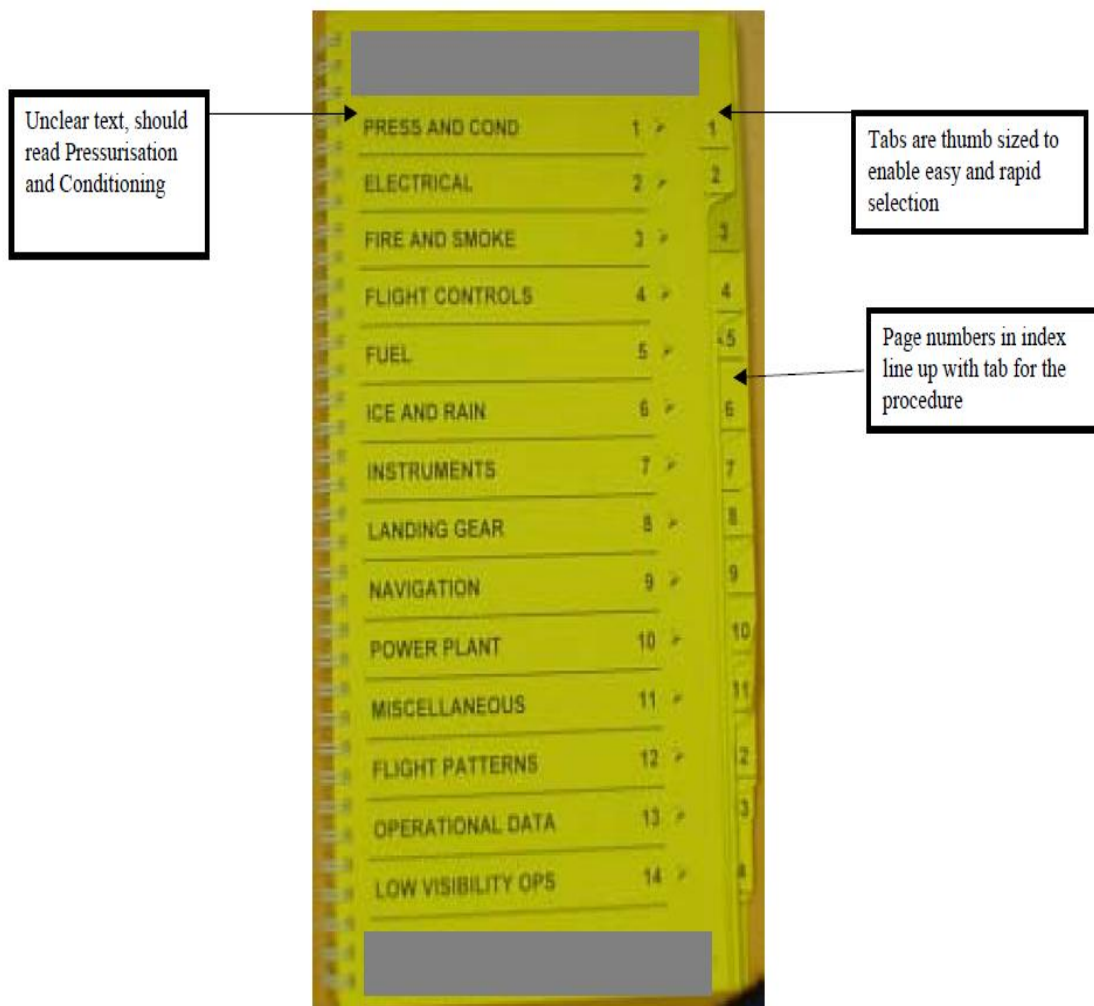 Unclear text, should
read Pressurisation
and Conditioning
Tabs are thumb sized to
enable easy and rapid
selection
Page numbers in index
line up with tab for the
procedure
PRESS AND COND 1 1
ELECTRICAL 2 2
FIRE AND SMOKE 3 3
FLIGHT CONTROLS 4 4
FUEL 5 5
ICE AND RAIN 6 6
INSTRUMENTS 7 7
LANDING GEAR 8 8
NAVIGATION 9 9
POWER PLANT 10 10
MISCELLANEOUS 11 11
FLIGHT PATTERNS 12 2
OPERATIONAL DATA 13 3
LOW VISIBILITY OPS 14 4